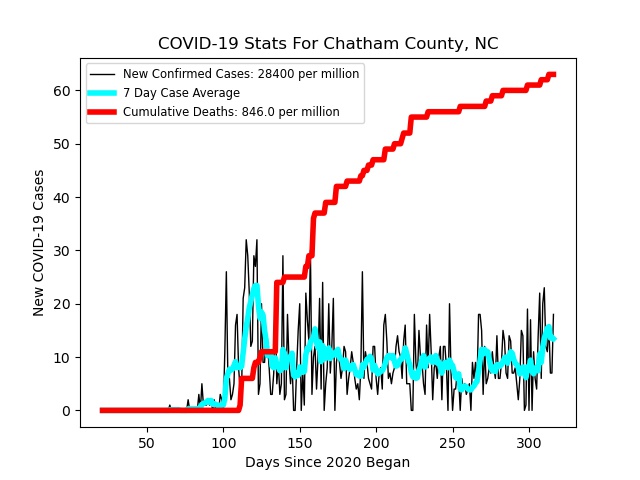 COVID-19 Stats For Chatham County, NC
New Confirmed Cases: 28400 per million
7 Day Case Average
Cumulative Deaths: 846.0 per million
New COVID-19 Cases
60
50
40
30
20
10
0
50 100 150 200 250 300
Days Since 2020 Began